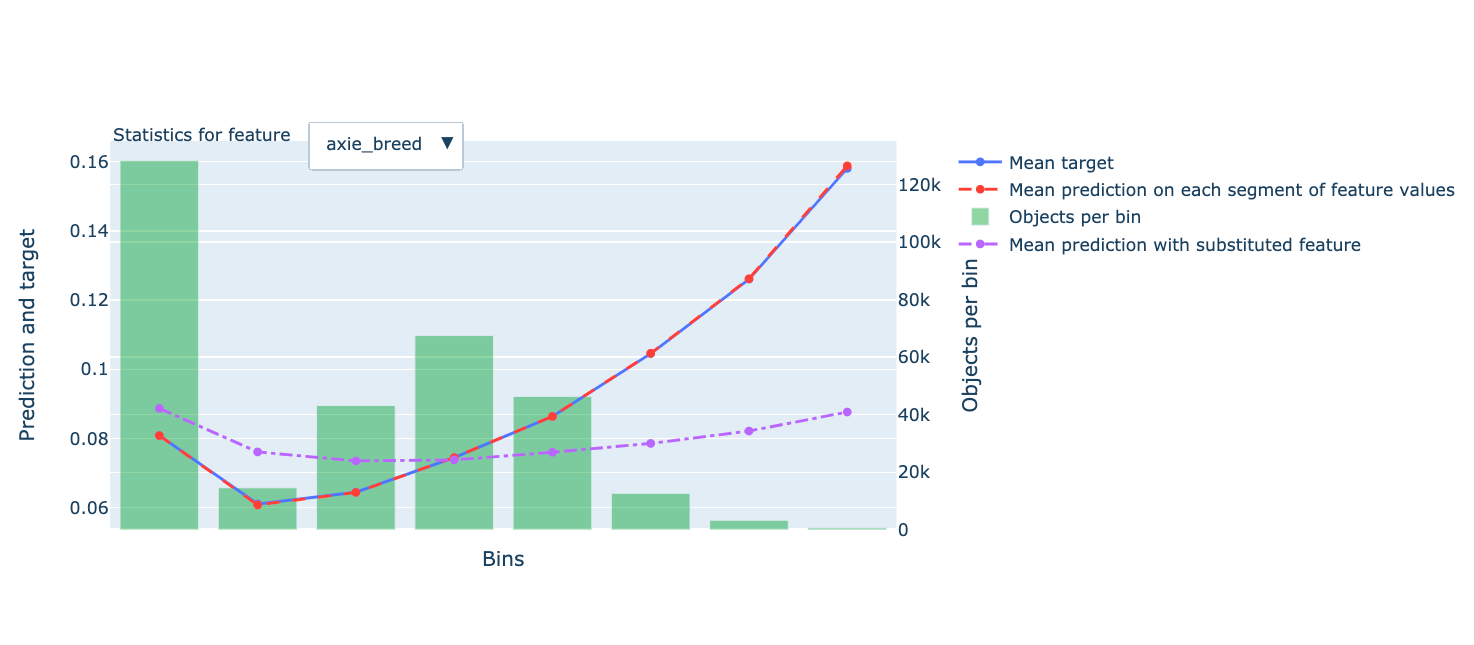 Statistics for feature
axie_breed ▼
0.16
0.14
0.12
0.1
0.08
0.06
Prediction and target
120k
100k
80k
60k
40k
20k
0
Objects per bin
Bins
Mean target
Mean prediction on each segment of feature values
Objects per bin
Mean prediction with substituted feature